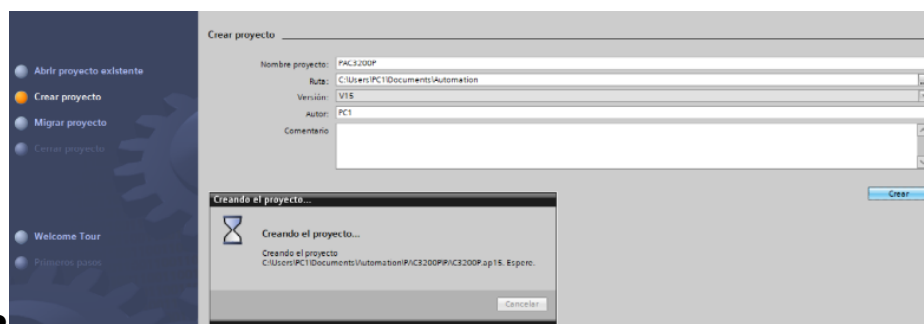 Crear proyecto
Abrir proyecto existente
Crear proyecto
Migrar proyecto
Cerrar proyecto
Welcome Tour
Primeros pasos
Nombre proyecto: PAC3200P
Ruta: C:\Users\PC1\Documents\Automation
Versión: V15
Autor: PC1
Comentario
Crear
Creando el proyecto...
Creando el proyecto...
Creando el proyecto
C:\Users\PC1\Documents\Automation\PAC3200P\PAC3200P.ap15. Espere.
Cancelar